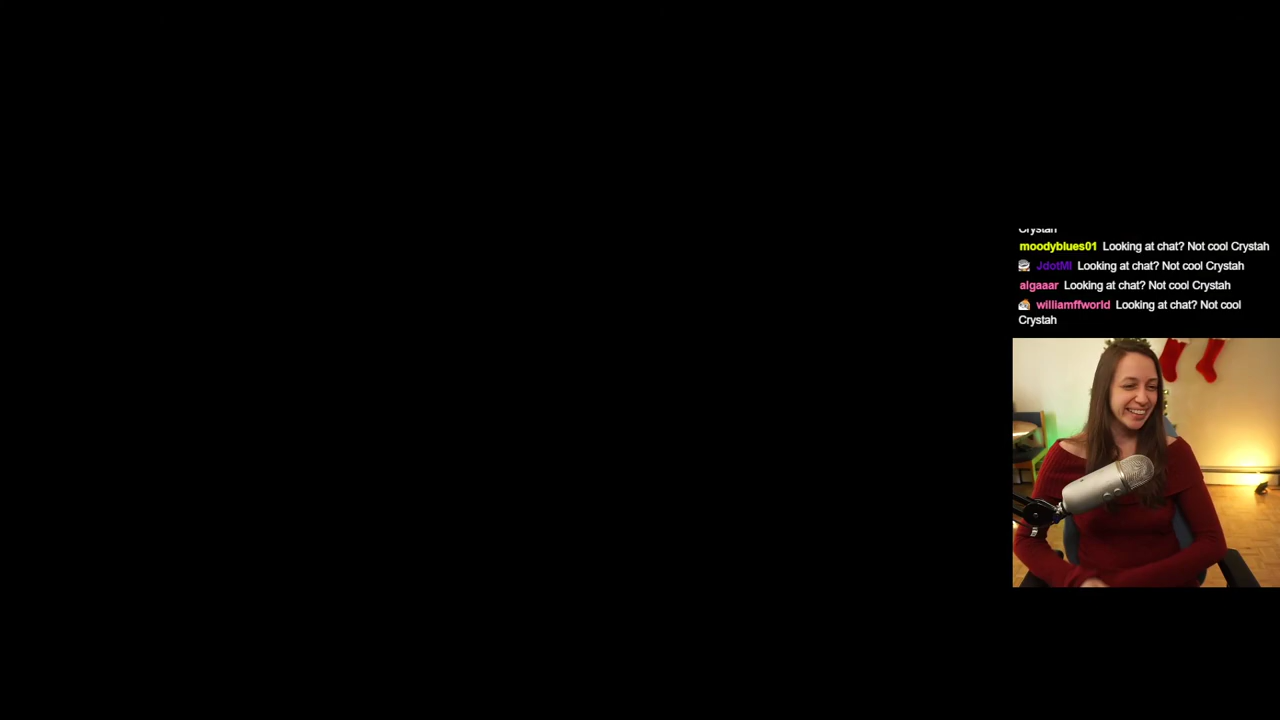 Crystah
moodyblues01 Looking at chat? Not cool Crystah
JdotMI Looking at chat? Not cool Crystah
algaaar Looking at chat? Not cool Crystah
williamffworld Looking at chat? Not cool
Crystah